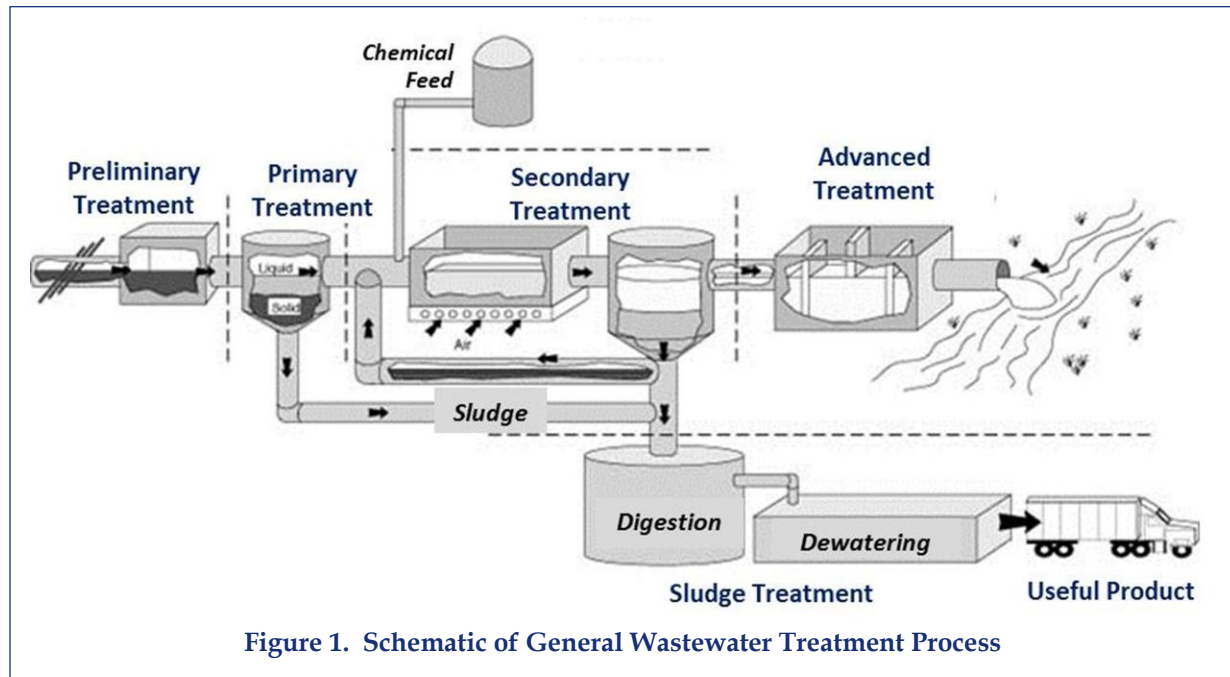 Chemical
Feed
Preliminary
Treatment
Primary
Treatment
Secondary
Treatment
Advanced
Treatment
Liquid
Solid
Air
Sludge
Digestion
Dewatering
Sludge Treatment
Useful Product
Figure 1. Schematic of General Wastewater Treatment Process